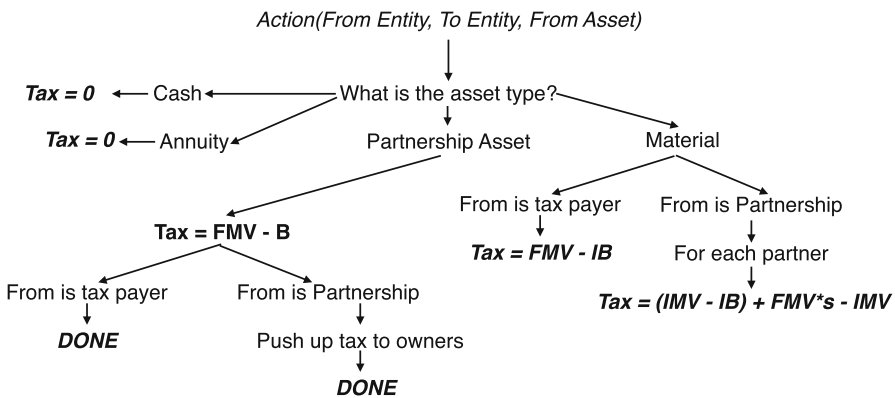 Action(From Entity, To Entity, From Asset)
Tax = 0
Cash
What is the asset type?
Tax = 0
Annuity
Partnership Asset
Material
From is tax payer
From is Partnership
Tax = FMV - B
Tax = FMV - IB
For each partner
From is tax payer
From is Partnership
Tax = (IMV - IB) + FMV*s - IMV
DONE
Push up tax to owners
DONE